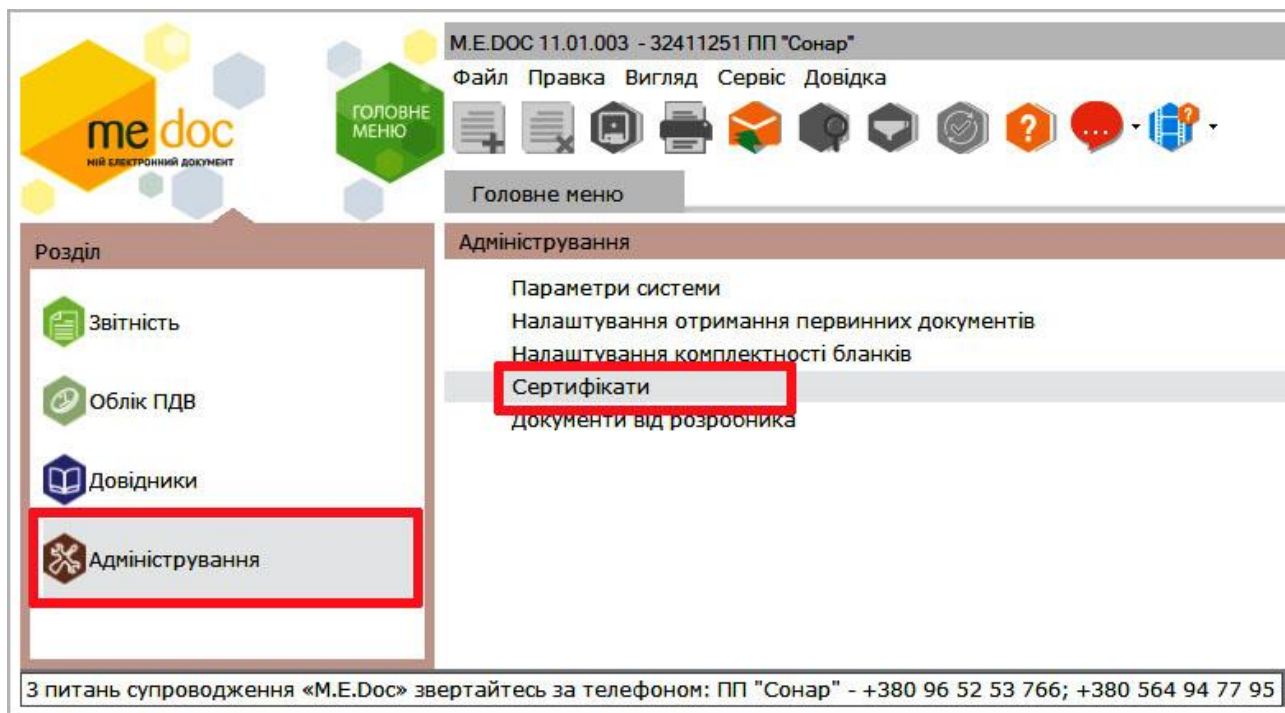 me doc
МІЙ ЕЛЕКТРОННИЙ ДОКУМЕНТ
ГОЛОВНЕ
МЕНЮ
M.E.DOC 11.01.003 - 32411251 ПП "Сонар"
Файл Правка Вигляд Сервіс Довідка
Головне меню
Розділ
Звітність
Облік ПДВ
Довідники
Адміністрування
Адміністрування
Параметри системи
Налаштування отримання первинних документів
Налаштування комплектності бланків
Сертифікати
Документи від розробника
З питань супроводження «M.E.Doc» звертайтесь за телефоном: ПП "Сонар" - +380 96 52 53 766; +380 564 94 77 95